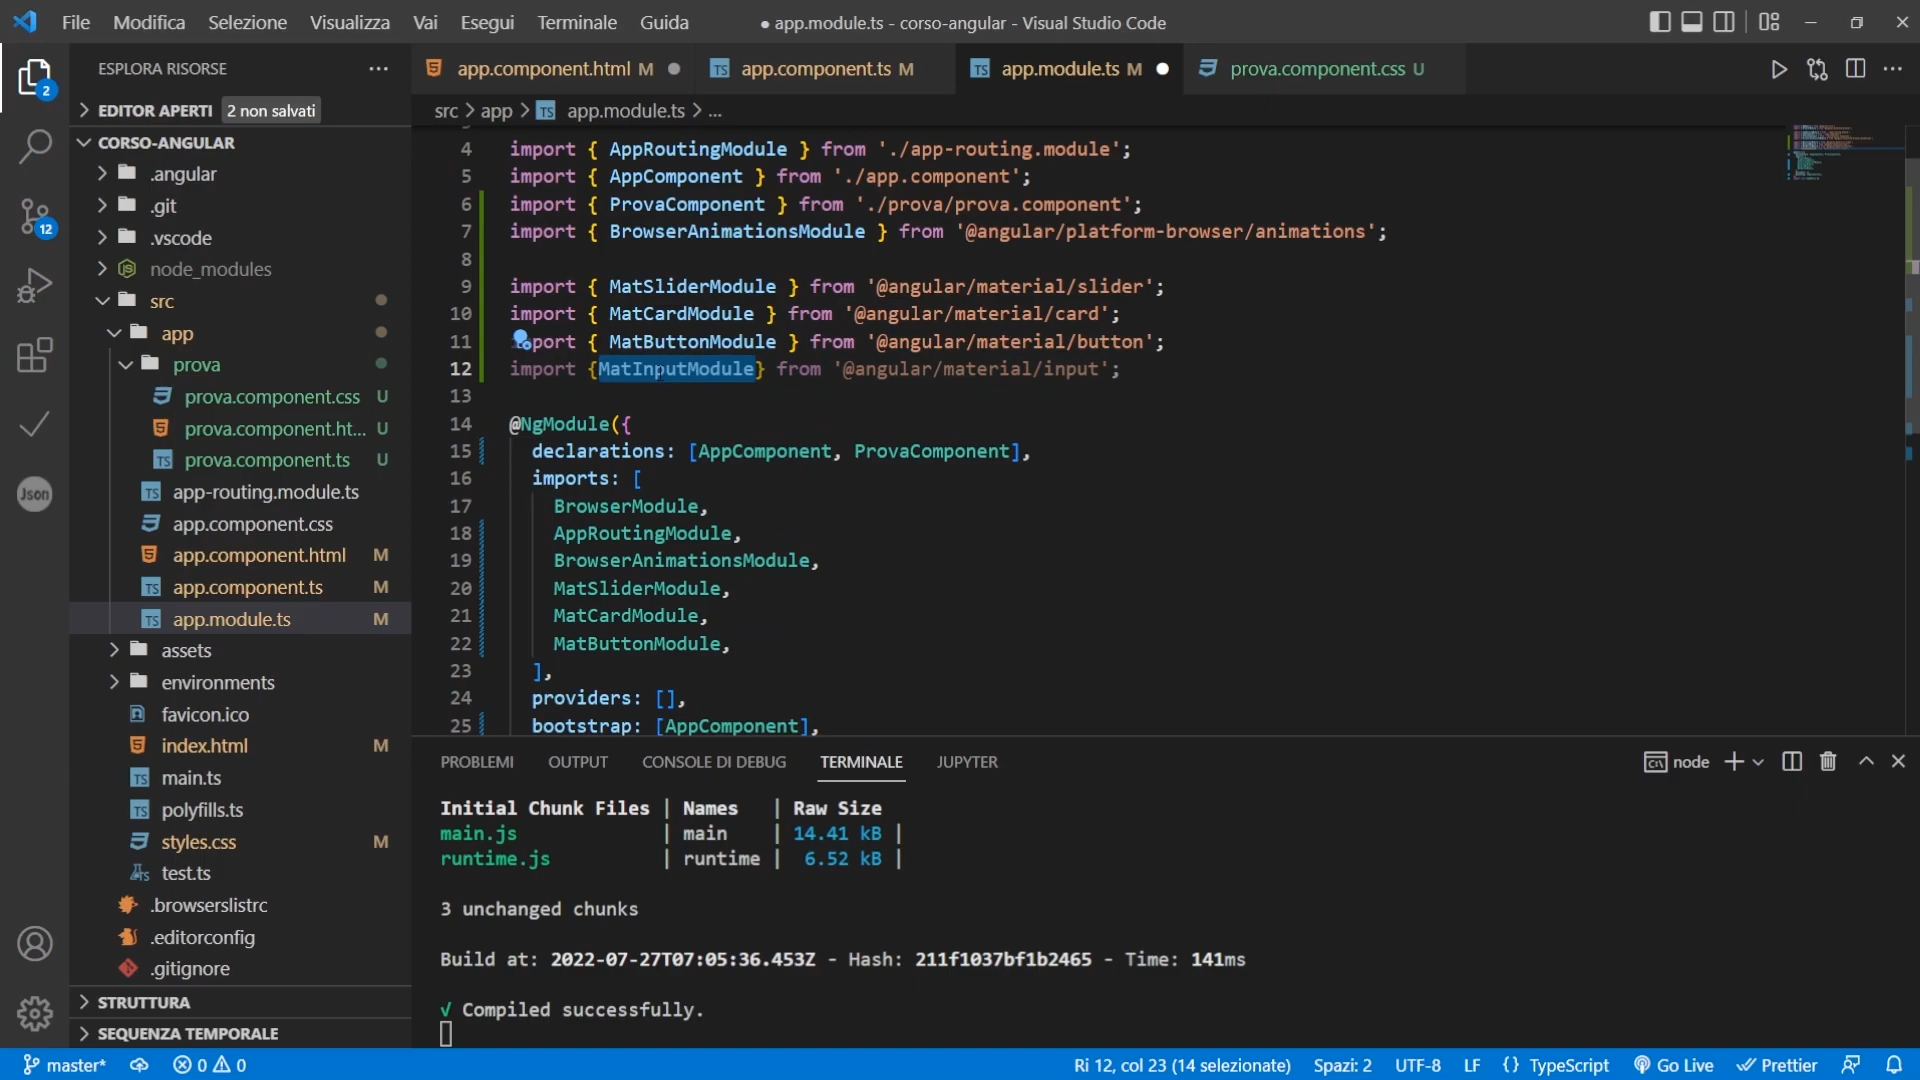 File Modifica Selezione Visualizza Vai Esegui Terminale Guida
● app.module.ts - corso-angular - Visual Studio Code
ESPLORA RISORSE
EDITOR APERTI 2 non salvati
CORSO-ANGULAR
.angular
.git
.vscode
node_modules
src
app
prova
prova.component.css U
prova.component.ht... U
prova.component.ts U
app-routing.module.ts
app.component.css
app.component.html M
app.component.ts M
app.module.ts M
assets
environments
favicon.ico
index.html M
main.ts
polyfills.ts
styles.css M
test.ts
.browserslistrc
.editorconfig
.gitignore
STRUTTURA
SEQUENZA TEMPORALE
2
12
Json
app.component.html M app.component.ts M app.module.ts M prova.component.css U
src > app > TS app.module.ts > ...
4 import { AppRoutingModule } from './app-routing.module';
5 import { AppComponent } from './app.component';
6 import { ProvaComponent } from './prova/prova.component';
7 import { BrowserAnimationsModule } from '@angular/platform-browser/animations';
8
9 import { MatSliderModule } from '@angular/material/slider';
10 import { MatCardModule } from '@angular/material/card';
11 import { MatButtonModule } from '@angular/material/button';
12 import {MatInputModule} from '@angular/material/input';
13
14 @NgModule({
15 declarations: [AppComponent, ProvaComponent],
16 imports: [
17 BrowserModule,
18 AppRoutingModule,
19 BrowserAnimationsModule,
20 MatSliderModule,
21 MatCardModule,
22 MatButtonModule,
23 ],
24 providers: [],
25 bootstrap: [AppComponent],
PROBLEMI OUTPUT CONSOLE DI DEBUG TERMINALE JUPYTER
node
Initial Chunk Files | Names | Raw Size
main.js | main | 14.41 kB |
runtime.js | runtime | 6.52 kB |
3 unchanged chunks
Build at: 2022-07-27T07:05:36.453Z - Hash: 211f1037bf1b2465 - Time: 141ms
√ Compiled successfully.
master* 0 0
Ri 12, col 23 (14 selezionate) Spazi: 2 UTF-8 LF {} TypeScript Go Live Prettier